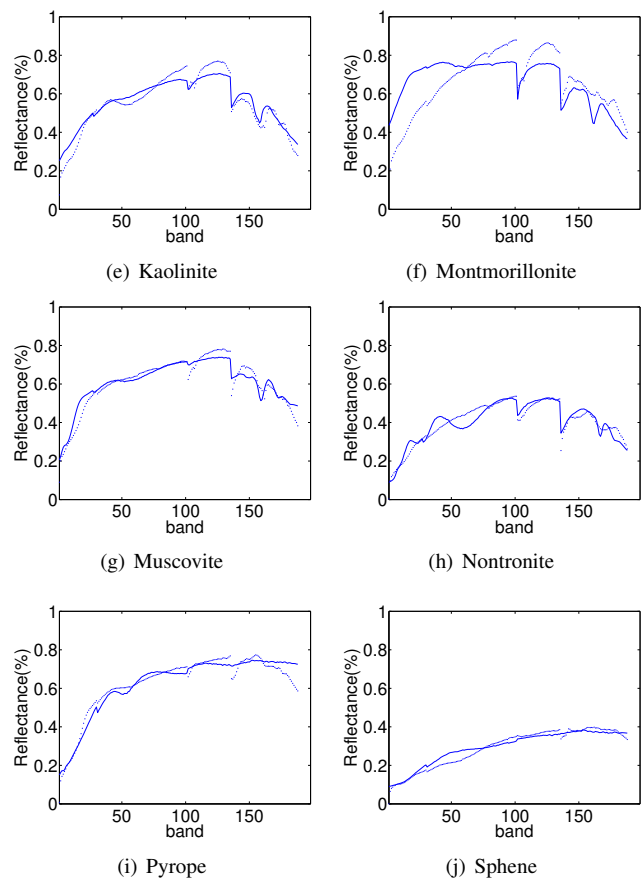 1
0.8
0.6
0.4
0.2
0
Reflectance(%)
50 100 150
band
(e) Kaolinite
1
0.8
0.6
0.4
0.2
0
Reflectance(%)
50 100 150
band
(f) Montmorillonite
1
0.8
0.6
0.4
0.2
0
Reflectance(%)
50 100 150
band
(g) Muscovite
1
0.8
0.6
0.4
0.2
0
Reflectance(%)
50 100 150
band
(h) Nontronite
1
0.8
0.6
0.4
0.2
0
Reflectance(%)
50 100 150
band
(i) Pyrope
1
0.8
0.6
0.4
0.2
0
Reflectance(%)
50 100 150
band
(j) Sphene